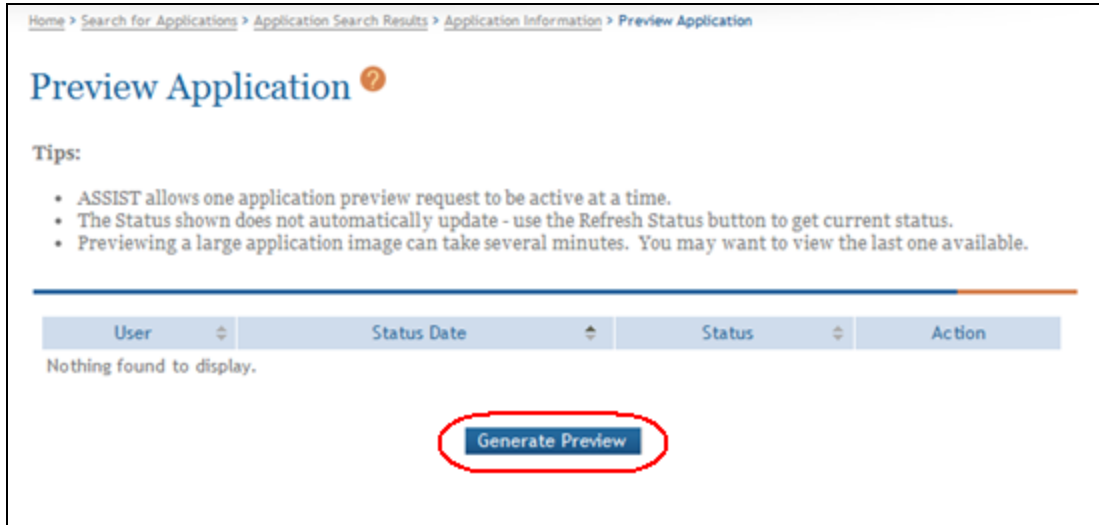 Home > Search for Applications > Application Search Results > Application Information > Preview Application
Preview Application ?
Tips:
• ASSIST allows one application preview request to be active at a time.
• The Status shown does not automatically update - use the Refresh Status button to get current status.
• Previewing a large application image can take several minutes. You may want to view the last one available.
User Status Date Status Action
Nothing found to display.
Generate Preview